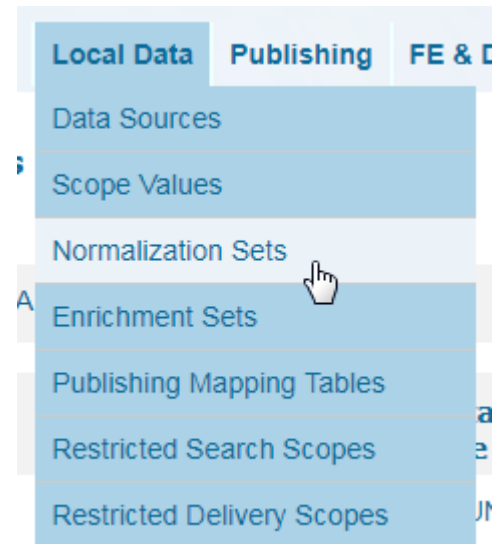 Local Data Publishing FE &
Data Sources
Scope Values
Normalization Sets
Enrichment Sets
Publishing Mapping Tables
Restricted Search Scopes
Restricted Delivery Scopes